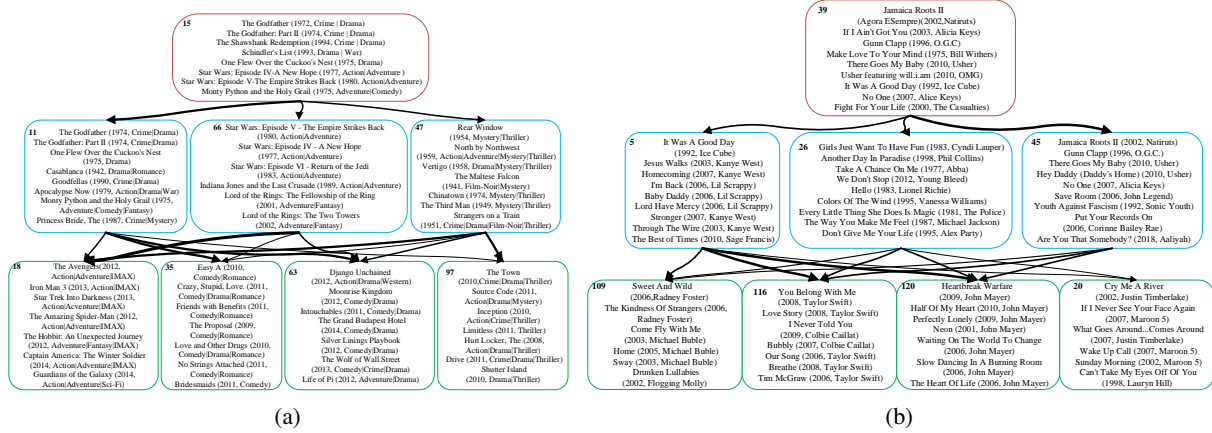 15
The Godfather (1972, Crime | Drama)
The Godfather: Part II (1974, Crime | Drama)
The Shawshank Redemption (1994, Crime | Drama)
Schindler's List (1993, Drama | War)
One Flew Over the Cuckoo's Nest (1975, Drama)
Star Wars: Episode IV-A New Hope (1977, Action|Adventure )
Star Wars: Episode V-The Empire Strikes Back (1980, Action|Adventure)
Monty Python and the Holy Grail (1975, Adventure|Comedy)
11
The Godfather (1974, Crime|Drama)
The Godfather: Part II (1974, Crime|Drama)
One Flew Over the Cuckoo's Nest
(1975, Drama)
Casablanca (1942, Drama|Romance)
Goodfellas (1990, Crime|Drama)
Apocalypse Now (1979, Action|Drama|War)
Monty Python and the Holy Grail (1975,
Adventure|Comedy|Fantasy)
Princess Bride, The (1987, Crime|Mystery)
66
Star Wars: Episode V - The Empire Strikes Back
(1980, Action|Adventure)
Star Wars: Episode IV - A New Hope
(1977, Action|Adventure)
Star Wars: Episode VI - Return of the Jedi
(1983, Action|Adventure)
Indiana Jones and the Last Crusade (1989, Action|Adventure)
Lord of the Rings: The Fellowship of the Ring
(2001, Adventure|Fantasy)
Lord of the Rings: The Two Towers
(2002, Adventure|Fantasy)
47
Rear Window
(1954, Mystery|Thriller)
North by Northwest
(1959, Action|Adventure|Mystery|Thriller)
Vertigo (1958, Drama|Mystery|Thriller)
The Maltese Falcon
(1941, Film-Noir|Mystery)
Chinatown (1974, Mystery|Thriller)
The Third Man (1949, Mystery|Thriller)
Strangers on a Train
(1951, Crime|Drama|Film-Noir|Thriller)
18
The Avengers(2012,
Action|Adventure|IMAX)
Iron Man 3 (2013, Action|IMAX)
Star Trek Into Darkness (2013,
Action|Adventure|IMAX)
The Amazing Spider-Man (2012,
Action|Adventure|IMAX)
The Hobbit: An Unexpected Journey
(2012, Adventure|Fantasy|IMAX)
Captain America: The Winter Soldier
(2014, Action|Adventure|IMAX)
Guardians of the Galaxy (2014,
Action|Adventure|Sci-Fi)
35
Easy A (2010,
Comedy|Romance)
Crazy, Stupid, Love. (2011,
Comedy|Drama|Romance)
Friends with Benefits (2011,
Comedy|Romance)
The Proposal (2009,
Comedy|Romance)
Love and Other Drugs (2010,
Comedy|Drama|Romance)
No Strings Attached (2011,
Comedy|Romance)
Bridesmaids (2011, Comedy)
63
Django Unchained
(2012, Action|Drama|Western)
Moonrise Kingdom
(2012, Comedy|Drama)
Intouchables (2011, Comedy|Drama)
The Grand Budapest Hotel
(2014, Comedy|Drama)
Silver Linings Playbook
(2012, Comedy|Drama)
The Wolf of Wall Street
(2013, Comedy|Crime|Drama)
Life of Pi (2012, Adventure|Drama)
97
The Town
(2010,Crime|Drama|Thriller)
Source Code (2011,
Action|Drama|Mystery)
Inception (2010,
Action|Crime|Thriller)
Limitless (2011, Thriller)
Hurt Locker, The (2008,
Action|Drama|Thriller)
Drive (2011, Crime|Drama|Thriller)
Shutter Island
(2010, Drama|Thriller)
(a)
39
Jamaica Roots II
(Agora ESempre)(2002,Natiruts)
If I Ain't Got You (2003, Alicia Keys)
Gunn Clapp (1996, O.G.C)
Make Love To Your Mind (1975, Bill Withers)
There Goes My Baby (2010, Usher)
Usher featuring will.i.am (2010, OMG)
It Was A Good Day (1992, Ice Cube)
No One (2007, Alice Keys)
Fight For Your Life (2000, The Casualties)
5
It Was A Good Day
(1992, Ice Cube)
Jesus Walks (2003, Kanye West)
Homecoming (2007, Kanye West)
I'm Back (2006, Lil Scrappy)
Baby Daddy (2006, Lil Scrappy)
Lord Have Mercy (2006, Lil Scrappy)
Stronger (2007, Kanye West)
Through The Wire (2003, Kanye West)
The Best of Times (2010, Sage Francis)
26
Girls Just Want To Have Fun (1983, Cyndi Lauper)
Another Day In Paradise (1998, Phil Collins)
Take A Chance On Me (1977, Abba)
We Don't Stop (2012, Young Bleed)
Hello (1983, Lionel Richie)
Colors Of The Wind (1995, Vanessa Williams)
Every Little Thing She Does Is Magic (1981, The Police)
The Way You Make Me Feel (1987, Michael Jackson)
Don't Give Me Your Life (1995, Alex Party)
45
Jamaica Roots II (2002, Natiruts)
Gunn Clapp (1996, O.G.C.)
There Goes My Baby (2010, Usher)
Hey Daddy (Daddy's Home) (2010, Usher)
No One (2007, Alicia Keys)
Save Room (2006, John Legend)
Youth Against Fascism (1992, Sonic Youth)
Put Your Records On
(2006, Corinne Bailey Rae)
Are You That Somebody? (2018, Aaliyah)
109
Sweet And Wild
(2006,Radney Foster)
The Kindness Of Strangers (2006,
Radney Foster)
Come Fly With Me
(2003, Michael Buble)
Home (2005, Michael Buble)
Sway (2003, Michael Buble)
Drunken Lullabies
(2002, Flogging Molly)
116
You Belong With Me
(2008, Taylor Swift)
Love Story (2008, Taylor Swift)
I Never Told You
(2009, Colbie Caillat)
Bubbly (2007, Colbie Caillat)
Our Song (2006, Taylor Swift)
Breathe (2008, Taylor Swift)
Tim McGraw (2006, Taylor Swift)
120
Heartbreak Warfare
(2009, John Mayer)
Half Of My Heart (2010, John Mayer)
Perfectly Lonely (2009, John Mayer)
Neon (2001, John Mayer)
Waiting On The World To Change
(2006, John Mayer)
Slow Dancing In A Burning Room
(2006, John Mayer)
The Heart Of Life (2006, John Mayer)
20
Cry Me A River
(2002, Justin Timberlake)
If I Never See Your Face Again
(2007, Maroon 5)
What Goes Around...Comes Around
(2007, Justin Timberlake)
Wake Up Call (2007, Maroon 5)
Sunday Morning (2002, Maroon 5)
Can't Take My Eyes Off Of You
(1998, Lauryn Hill)
(b)